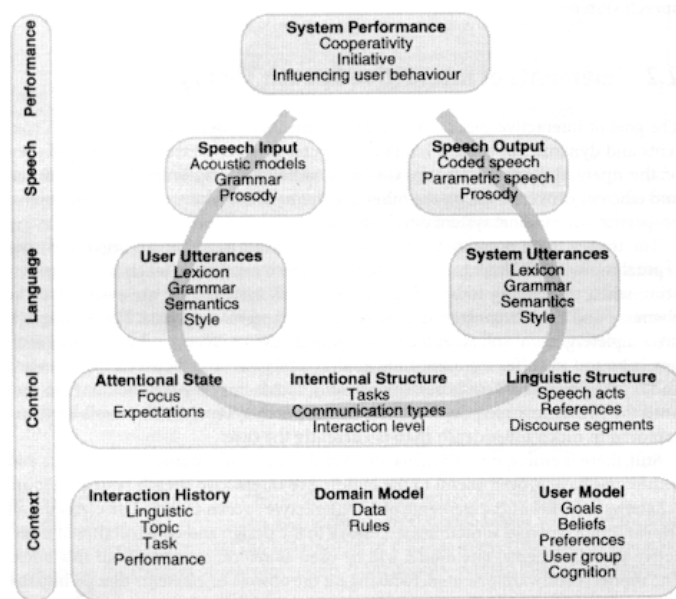 Performance
System Performance
Cooperativity
Initiative
Influencing user behaviour
Speech
Speech Input
Acoustic models
Grammar
Prosody
Speech Output
Coded speech
Parametric speech
Prosody
Language
User Utterances
Lexicon
Grammar
Semantics
Style
System Utterances
Lexicon
Grammar
Semantics
Style
Control
Attentional State
Focus
Expectations
Intentional Structure
Tasks
Communication types
Interaction level
Linguistic Structure
Speech acts
References
Discourse segments
Context
Interaction History
Linguistic
Topic
Task
Performance
Domain Model
Data
Rules
User Model
Goals
Beliefs
Preferences
User group
Cognition